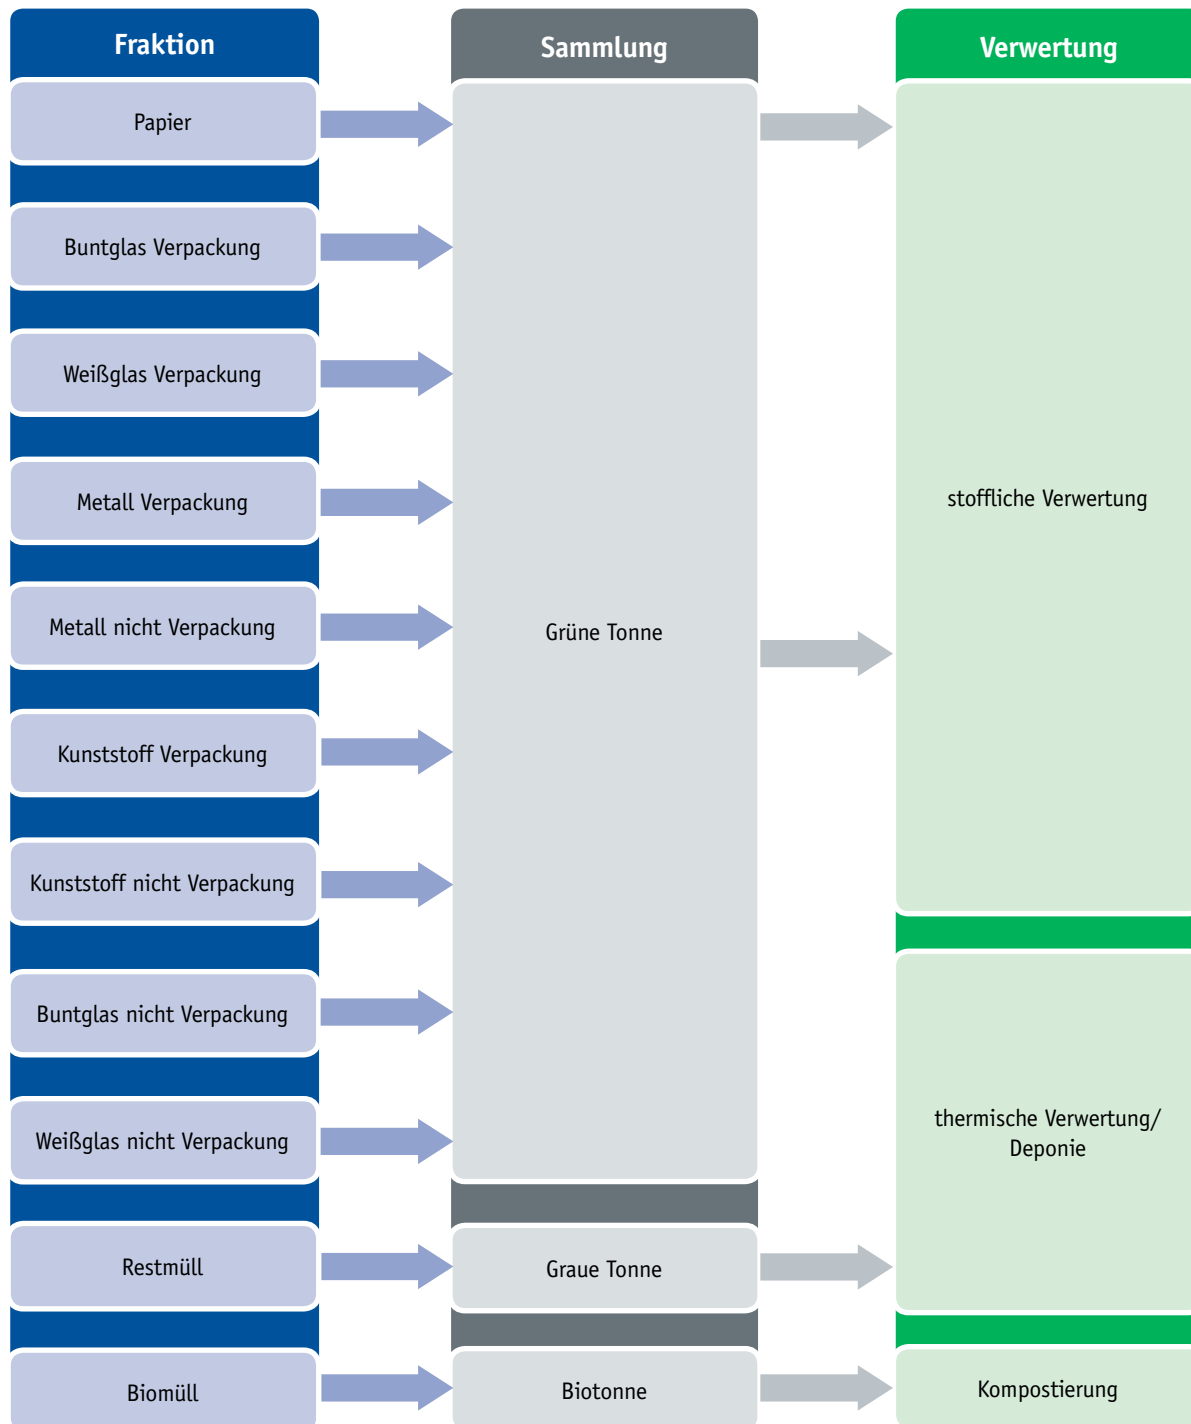 Fraktion
Sammlung
Verwertung
Papier
Buntglas Verpackung
Weißglas Verpackung
Metall Verpackung
Metall nicht Verpackung
Kunststoff Verpackung
Kunststoff nicht Verpackung
Buntglas nicht Verpackung
Weißglas nicht Verpackung
Restmüll
Biomüll
Grüne Tonne
Graue Tonne
Biotonne
stoffliche Verwertung
thermische Verwertung/
Deponie
Kompostierung